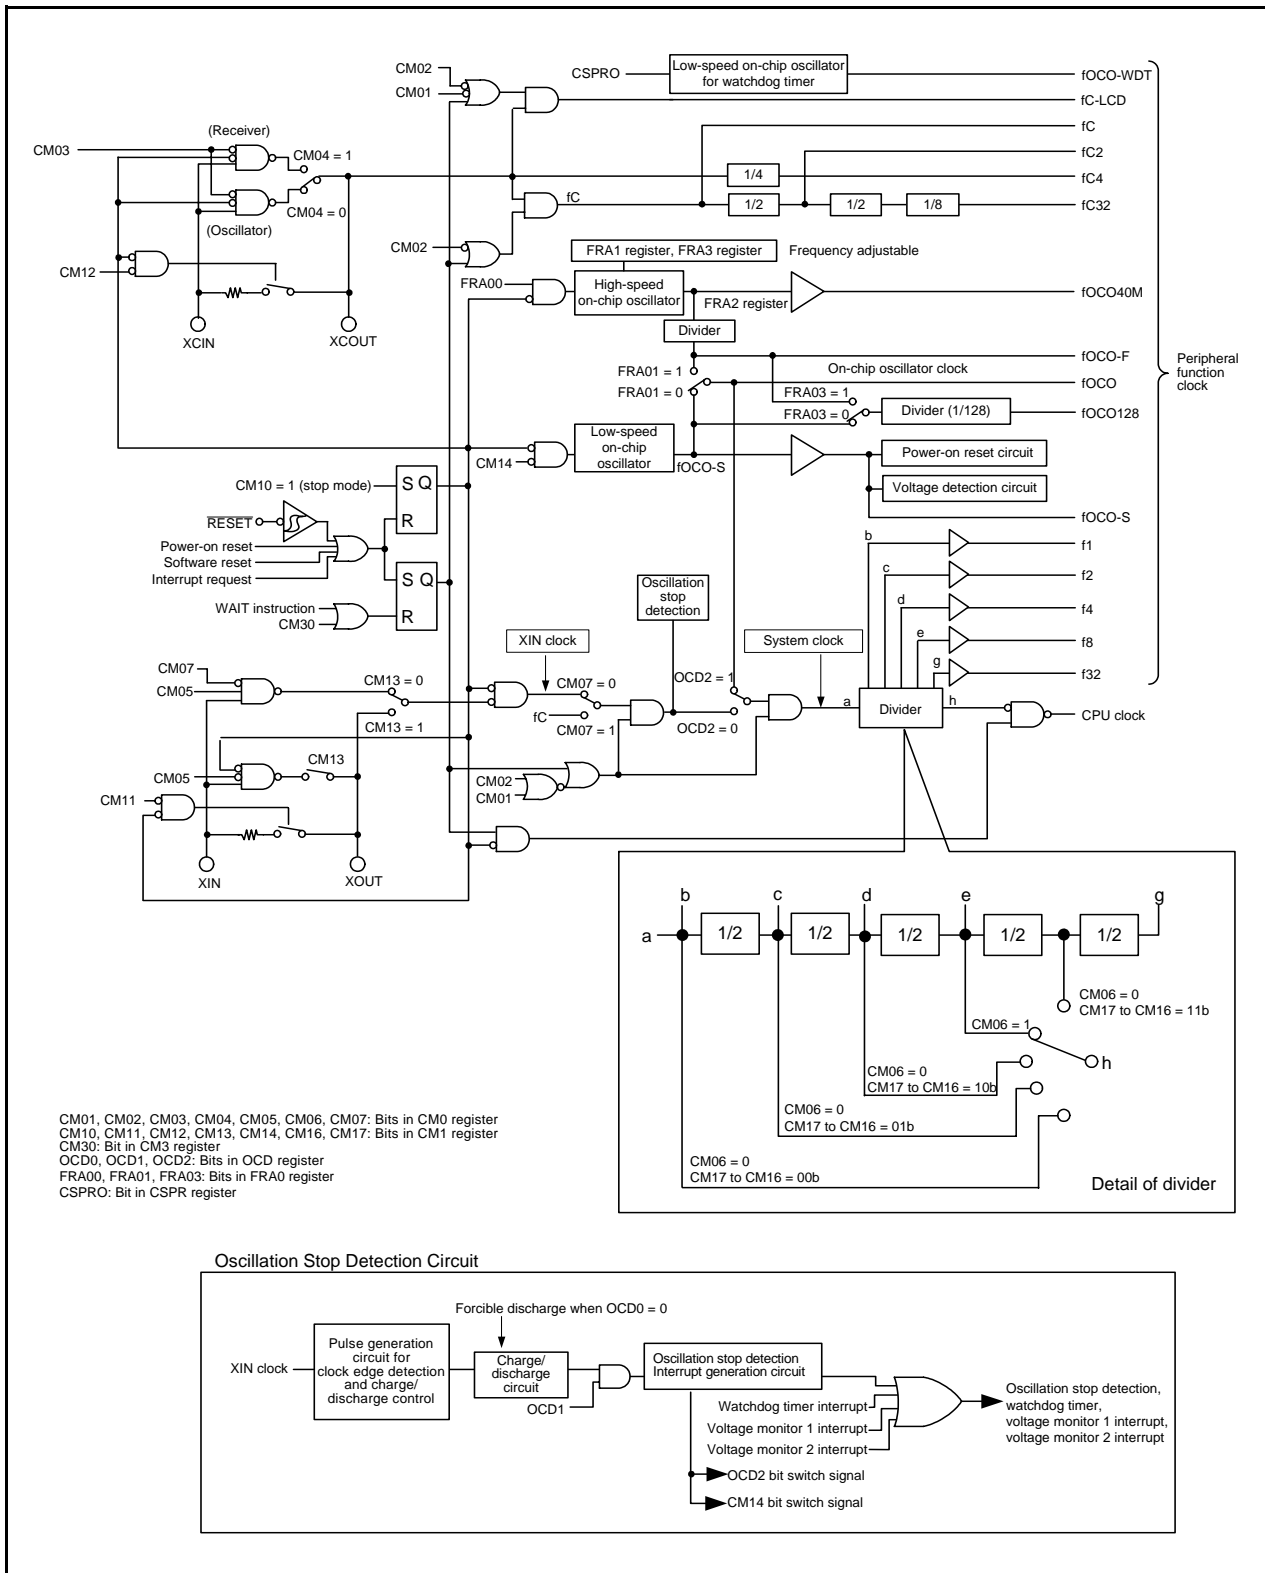 CM02
CM01
CSPRO
Low-speed on-chip oscillator
for watchdog timer
fOCO-WDT
fC-LCD
fC
fC2
fC4
fC32
CM03
(Receiver)
CM04 = 1
CM04 = 0
(Oscillator)
CM12
XCIN
XCOUT
1/4
fC
1/2
1/2
1/8
CM02
FRA1 register, FRA3 register
Frequency adjustable
FRA00
High-speed
on-chip oscillator
FRA2 register
fOCO40M
Divider
fOCO-F
FRA01 = 1
FRA01 = 0
On-chip oscillator clock
fOCO
FRA03 = 1
FRA03 = 0
Divider (1/128)
fOCO128
Peripheral
function
clock
CM14
Low-speed
on-chip
oscillator
fOCO-S
Power-on reset circuit
Voltage detection circuit
fOCO-S
CM10 = 1 (stop mode)
S Q
R
RESET
Power-on reset
Software reset
Interrupt request
S Q
R
WAIT instruction
CM30
Oscillation
stop
detection
b
f1
c
f2
d
f4
e
f8
g
f32
XIN clock
System clock
CM07
CM05
CM13 = 0
CM13 = 1
CM07 = 0
fC
CM07 = 1
OCD2 = 1
OCD2 = 0
a
Divider
h
CPU clock
CM13
CM05
CM11
CM02
CM01
XIN
XOUT
b
c
d
e
g
a
1/2
1/2
1/2
1/2
1/2
CM06 = 0
CM17 to CM16 = 11b
CM06 = 1
h
CM06 = 0
CM17 to CM16 = 10b
CM06 = 0
CM17 to CM16 = 01b
CM06 = 0
CM17 to CM16 = 00b
Detail of divider
CM01, CM02, CM03, CM04, CM05, CM06, CM07: Bits in CM0 register
CM10, CM11, CM12, CM13, CM14, CM16, CM17: Bits in CM1 register
CM30: Bit in CM3 register
OCD0, OCD1, OCD2: Bits in OCD register
FRA00, FRA01, FRA03: Bits in FRA0 register
CSPRO: Bit in CSPR register
Oscillation Stop Detection Circuit
Forcible discharge when OCD0 = 0
XIN clock
Pulse generation
circuit for
clock edge detection
and charge/
discharge control
Charge/
discharge
circuit
OCD1
Oscillation stop detection
Interrupt generation circuit
Watchdog timer interrupt
Voltage monitor 1 interrupt
Voltage monitor 2 interrupt
Oscillation stop detection,
watchdog timer,
voltage monitor 1 interrupt,
voltage monitor 2 interrupt
OCD2 bit switch signal
CM14 bit switch signal